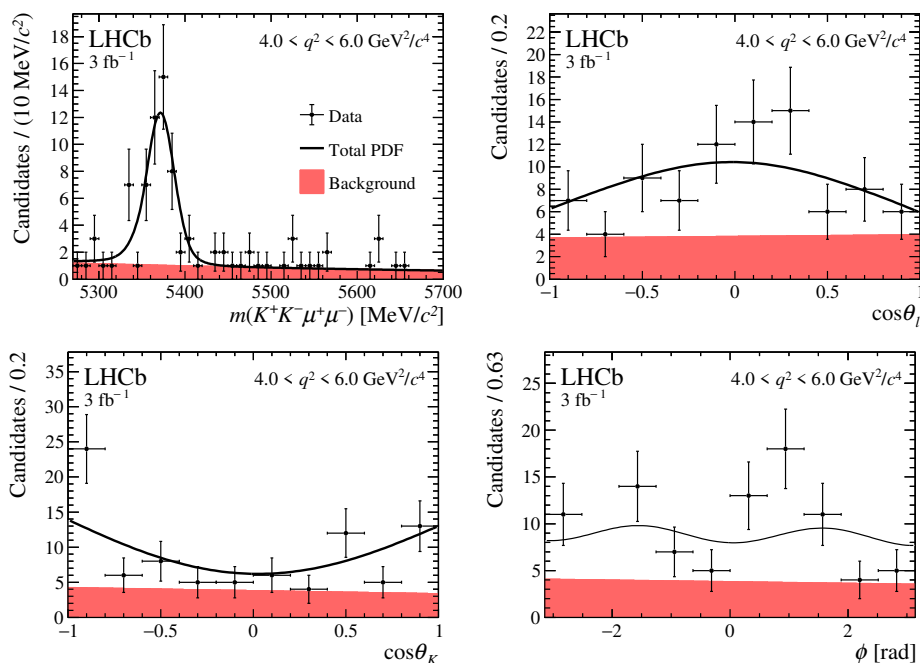 LHCb
3 fb⁻¹
4.0 < q² < 6.0 GeV²/c⁴
Candidates / (10 MeV/c²)
18
16
14
12
10
8
6
4
2
0
Data
Total PDF
Background
5300 5400 5500 5600 5700
m(K⁺K⁻μ⁺μ⁻) [MeV/c²]
LHCb
3 fb⁻¹
4.0 < q² < 6.0 GeV²/c⁴
Candidates / 0.2
22
20
18
16
14
12
10
8
6
4
2
0
-1 -0.5 0 0.5 1
cosθ_l
LHCb
3 fb⁻¹
4.0 < q² < 6.0 GeV²/c⁴
Candidates / 0.2
35
30
25
20
15
10
5
0
-1 -0.5 0 0.5 1
cosθ_K
LHCb
3 fb⁻¹
4.0 < q² < 6.0 GeV²/c⁴
Candidates / 0.63
25
20
15
10
5
0
-2 0 2
ϕ [rad]